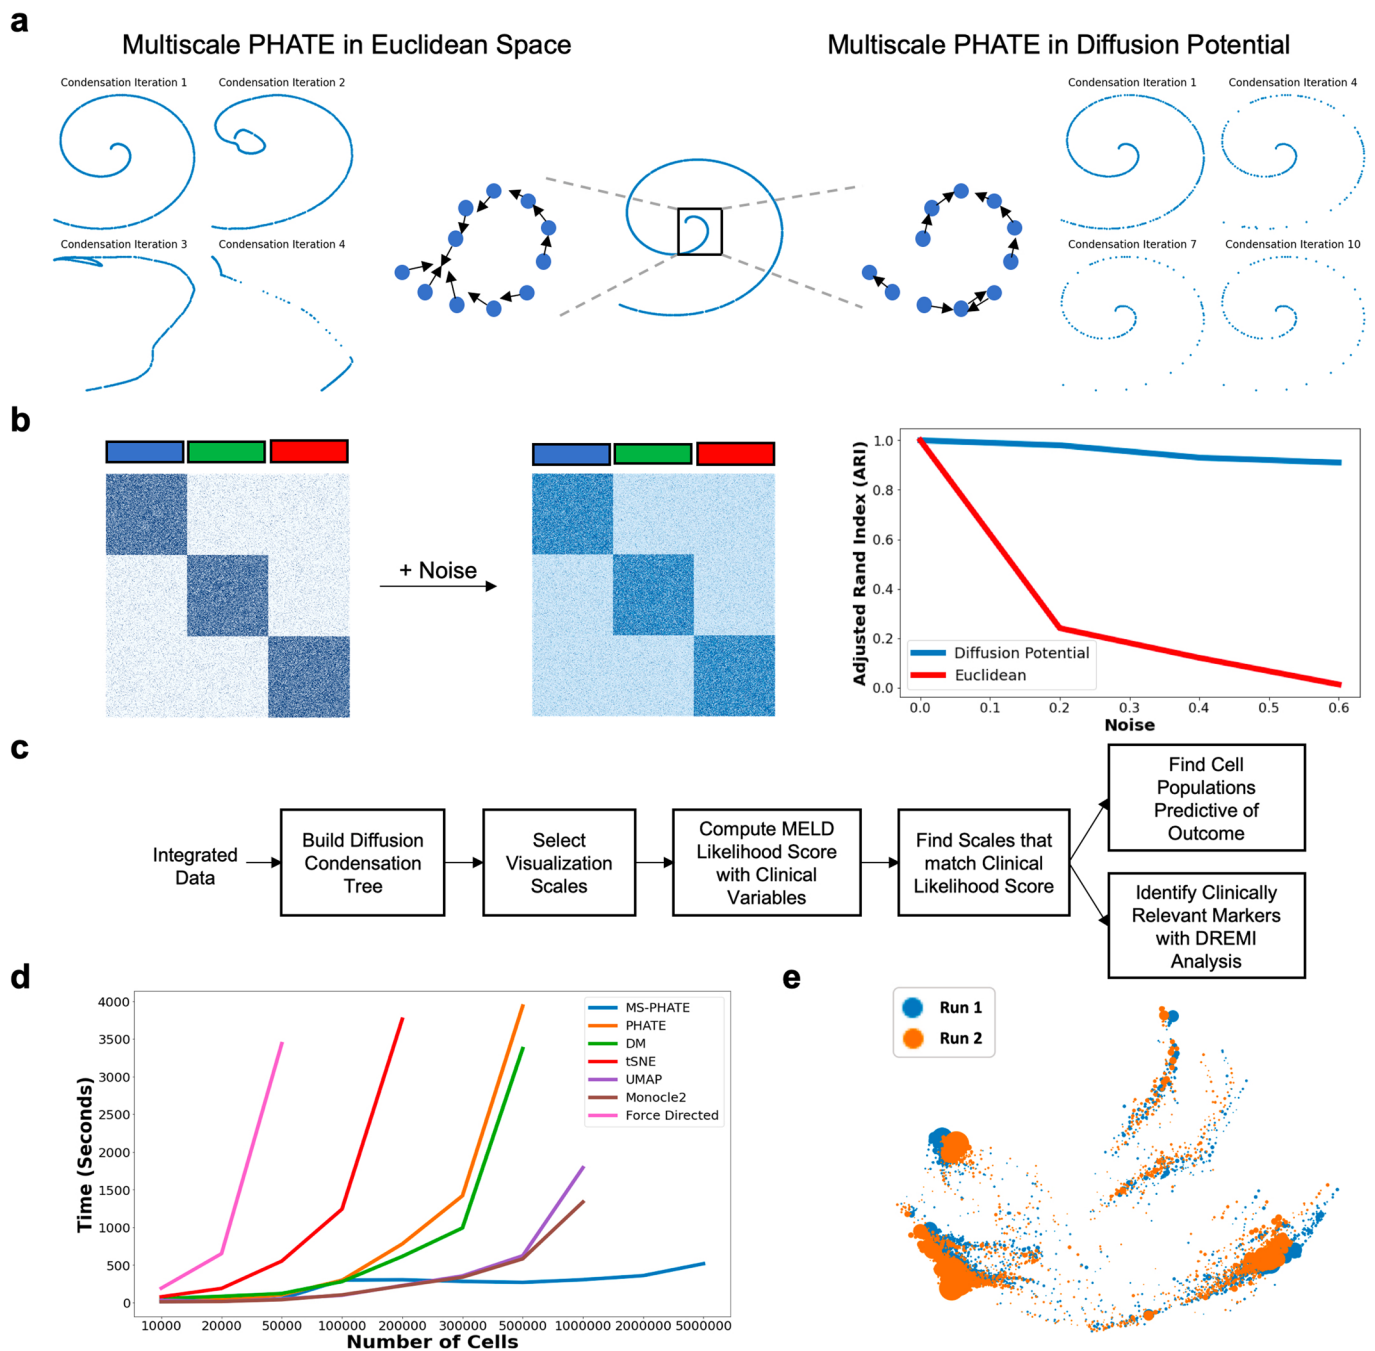 a
Multiscale PHATE in Euclidean Space
Multiscale PHATE in Diffusion Potential
Condensation Iteration 1
Condensation Iteration 2
Condensation Iteration 3
Condensation Iteration 4
Condensation Iteration 1
Condensation Iteration 4
Condensation Iteration 7
Condensation Iteration 10
b
+ Noise
Adjusted Rand Index (ARI)
1.0
0.8
0.6
0.4
0.2
0.0
Diffusion Potential
Euclidean
0.0 0.1 0.2 0.3 0.4 0.5 0.6
Noise
c
Integrated
Data
Build Diffusion
Condensation
Tree
Select
Visualization
Scales
Compute MELD
Likelihood Score
with Clinical
Variables
Find Scales that
match Clinical
Likelihood Score
Find Cell
Populations
Predictive of
Outcome
Identify Clinically
Relevant Markers
with DREMI
Analysis
d
Time (Seconds)
4000
3500
3000
2500
2000
1500
1000
500
0
MS-PHATE
PHATE
DM
tSNE
UMAP
Monocle2
Force Directed
10000 20000 50000 100000 200000 300000 500000 1000000 2000000 5000000
Number of Cells
e
Run 1
Run 2